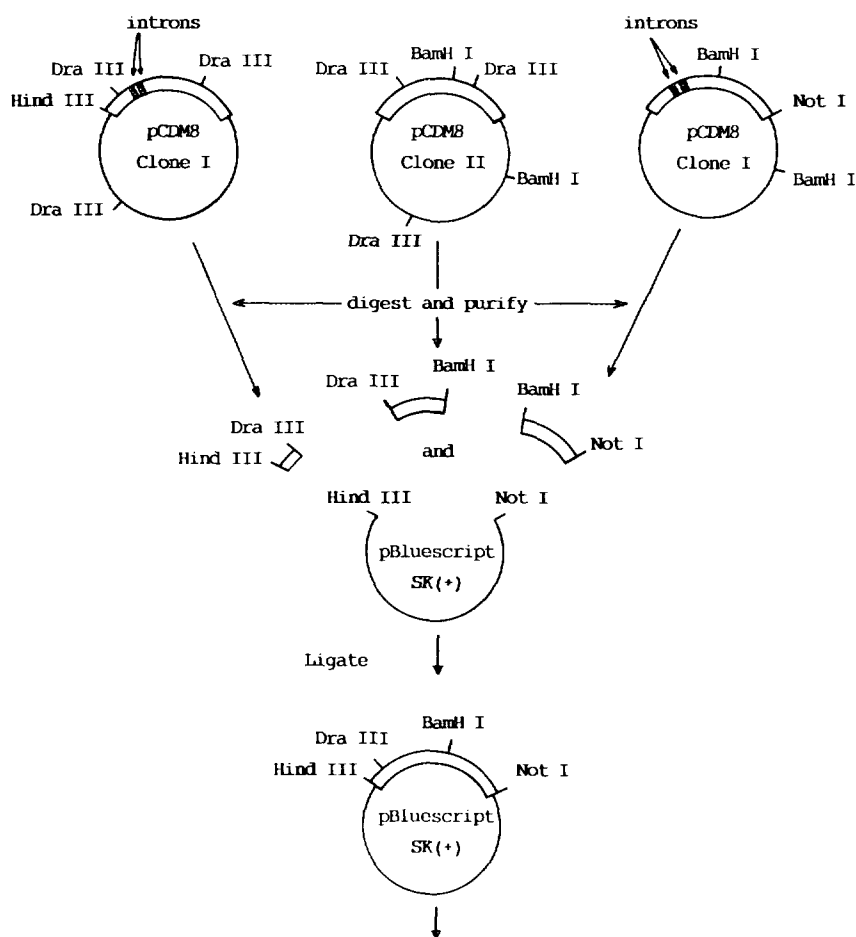 introns
Dra III
Dra III
Hind III
pCDM8
Clone I
Dra III
BamH I
Dra III
Dra III
pCDM8
Clone II
BamH I
Dra III
introns
BamH I
Not I
pCDM8
Clone I
BamH I
digest and purify
BamH I
Dra III
BamH I
Dra III
Hind III
and
Not I
Hind III
Not I
pBluescript
SK(+)
Ligate
BamH I
Dra III
Hind III
Not I
pBluescript
SK(+)